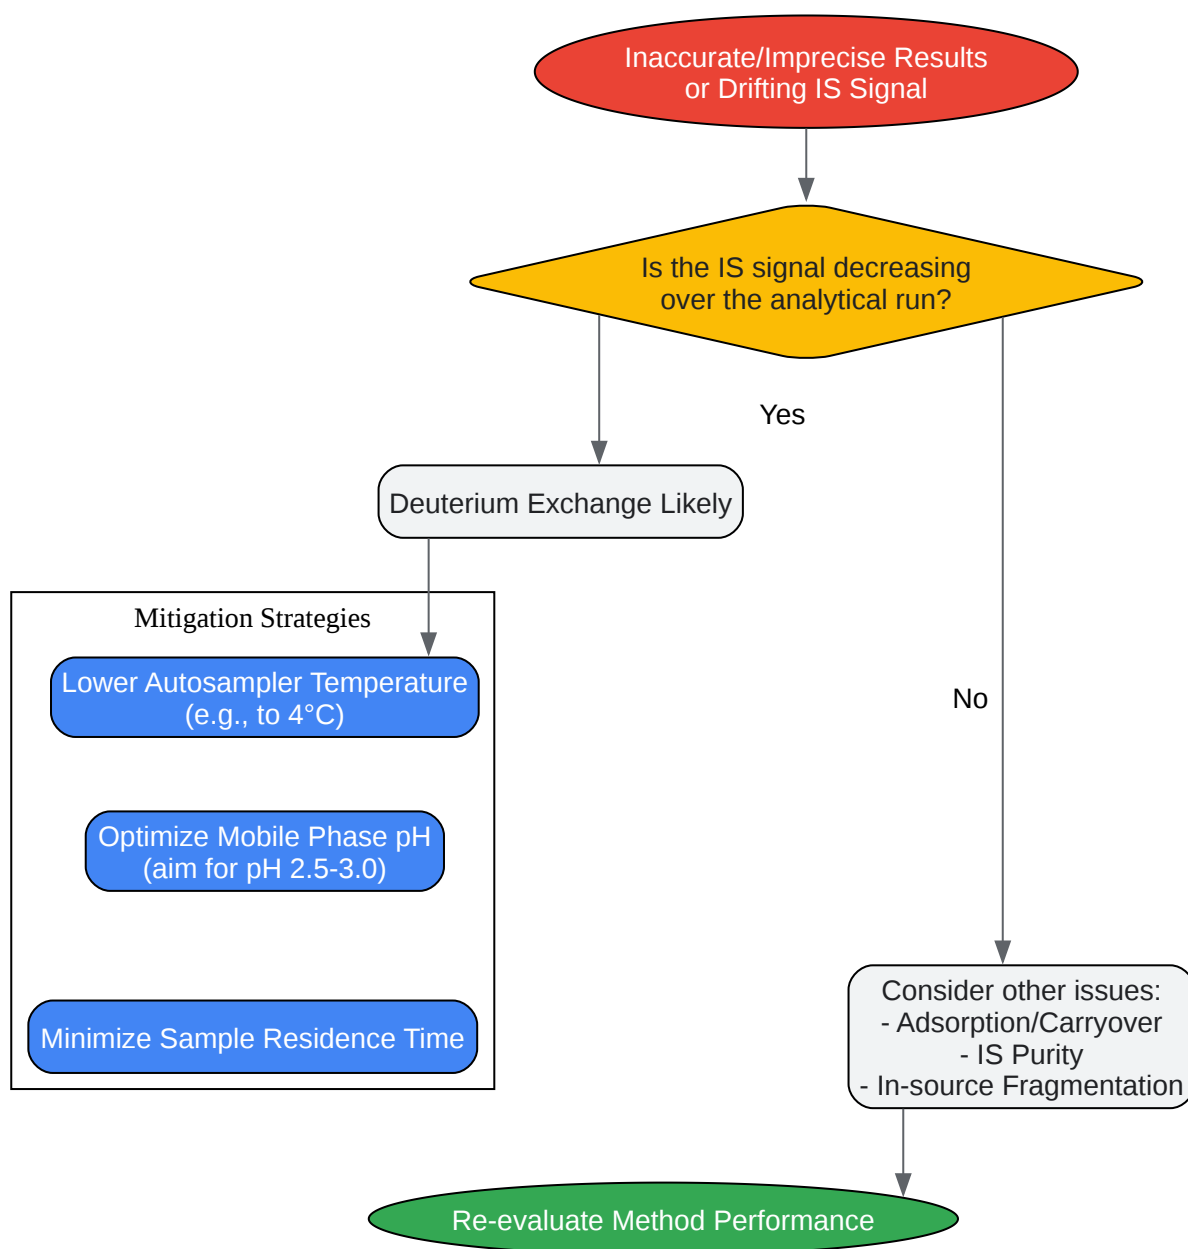 Inaccurate/Imprecise Results
or Drifting IS Signal
Is the IS signal decreasing
over the analytical run?
Yes
Deuterium Exchange Likely
Mitigation Strategies
Lower Autosampler Temperature
(e.g., to 4°C)
No
Optimize Mobile Phase pH
(aim for pH 2.5-3.0)
Minimize Sample Residence Time
Consider other issues:
- Adsorption/Carryover
- IS Purity
- In-source Fragmentation
Re-evaluate Method Performance